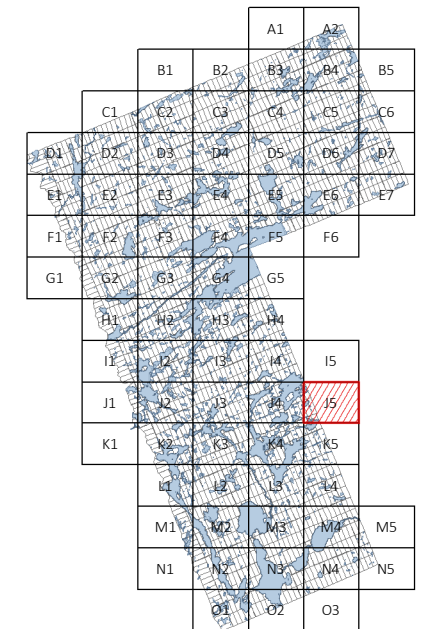 A1 A2
B1 B2 B3 B4 B5
C1 C2 C3 C4 C5 C6
D1 D2 D3 D4 D5 D6 D7
E1 E2 E3 E4 E5 E6 E7
F1 F2 F3 F4 F5 F6
G1 G2 G3 G4 G5
H1 H2 H3 H4
I1 I2 I3 I4 I5
J1 J2 J3 J4 J5
K1 K2 K3 K4 K5
L1 L2 L3 L4
M1 M2 M3 M4 M5
N1 N2 N3 N4 N5
O1 O2 O3